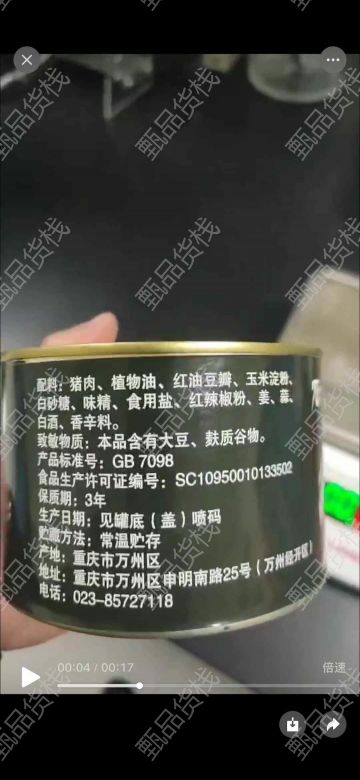 甄品货栈
配料：猪肉、植物油、红油豆瓣、玉米淀粉、
白砂糖、味精、食用盐、红辣椒粉、姜、蒜、
白酒、香辛料。
致敏物质：本品含有大豆、麸质谷物。
产品标准号：GB 7098
食品生产许可证编号：SC10950010133502
保质期：3年
生产日期：见罐底（盖）喷码
贮藏方法：常温贮存
产地：重庆市万州区
地址：重庆市万州区申明南路25号（万州经开区）
电话：023-85727118
00:04 / 00:17
倍速